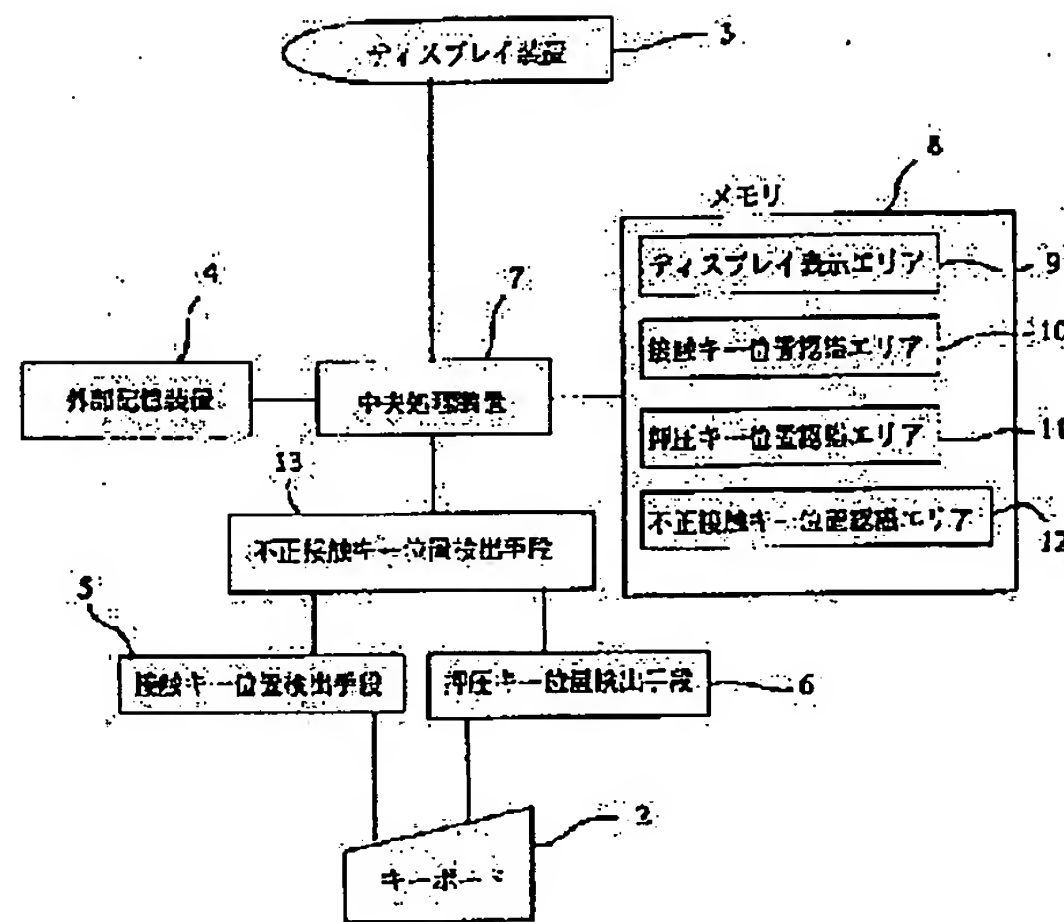 ディスプレイ装置
3
8
メモリ
ディスプレイ表示エリア
9
4
7
接触キー位置認識エリア
10
外部記憶装置
中央処理装置
押圧キー位置認識エリア
11
13
不正接触キー位置認識エリア
12
不正接触キー位置検出手段
5
接触キー位置検出手段
押圧キー位置検出手段
6
2
キーボード